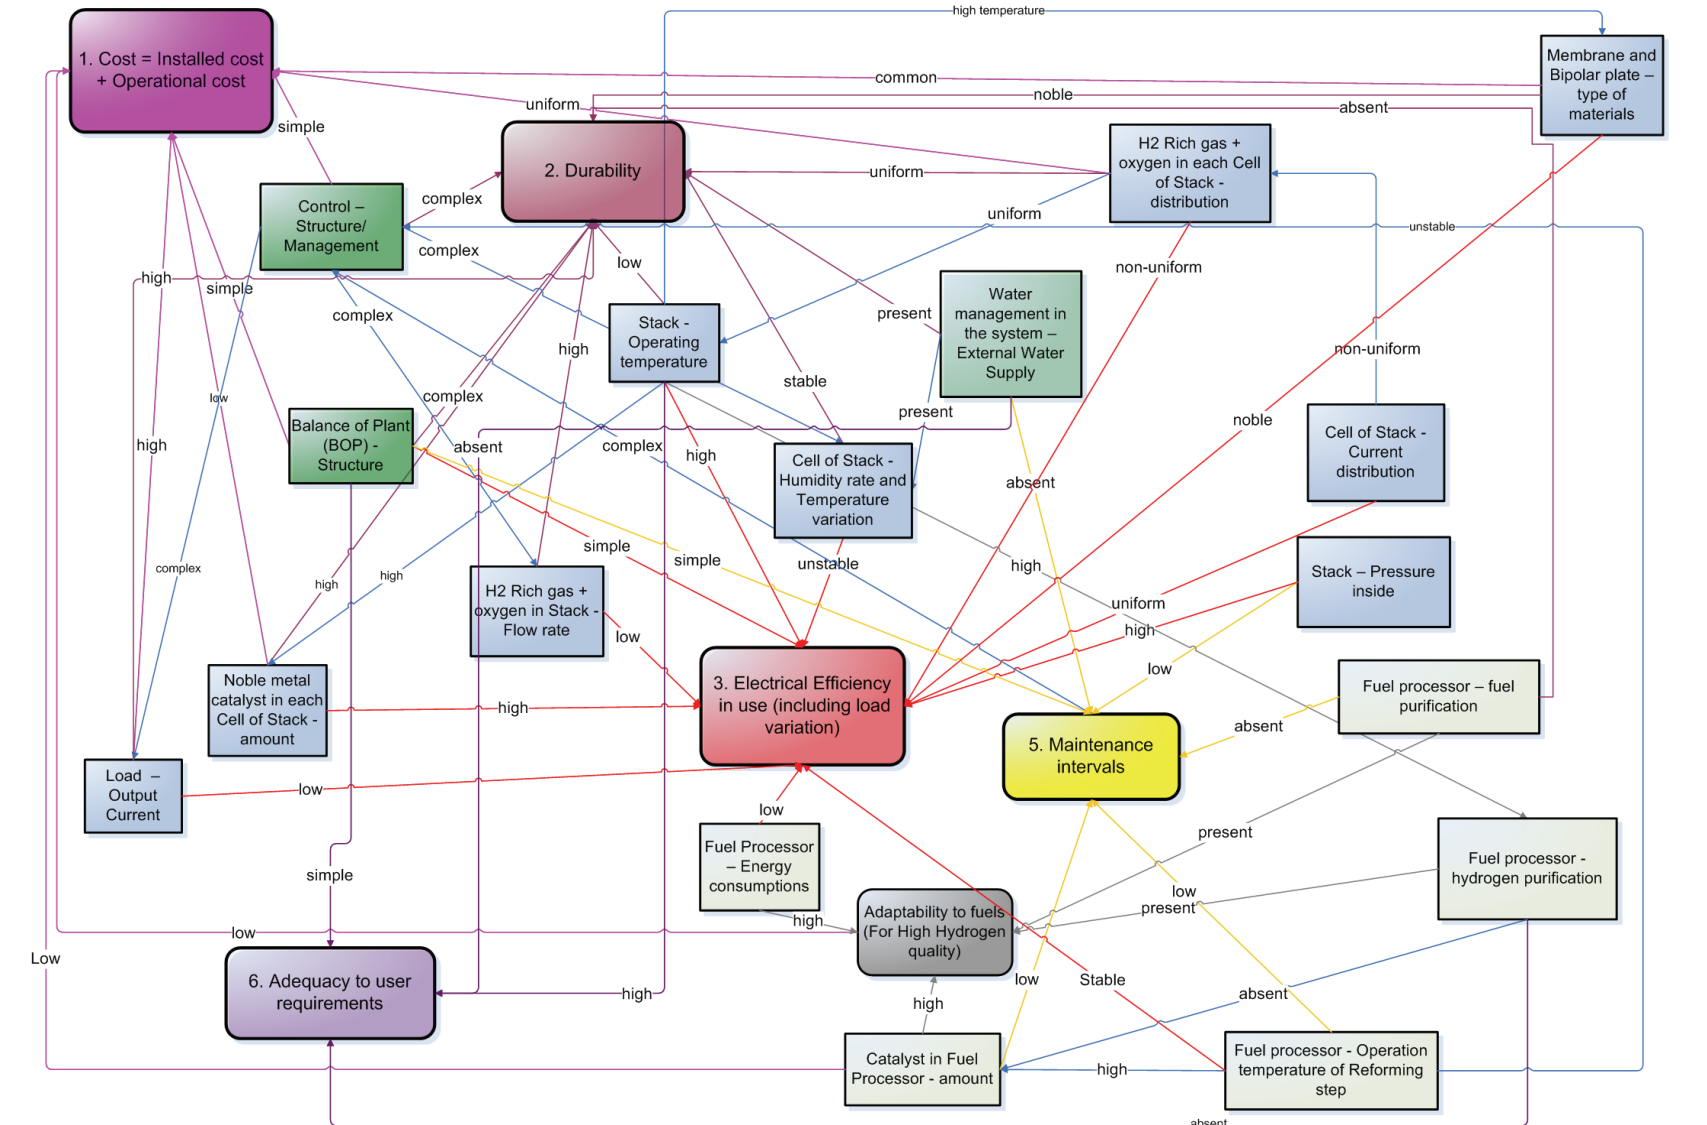 high temperature
1. Cost = Installed cost
+ Operational cost
Membrane and
Bipolar plate –
type of
materials
common
noble
uniform
absent
simple
2. Durability
H2 Rich gas +
oxygen in each Cell
of Stack -
distribution
uniform
complex
Control –
Structure/
Management
uniform
unstable
complex
low
non-uniform
high
simple
Water
management in
the system –
External Water
Supply
present
complex
Stack -
Operating
temperature
high
non-uniform
stable
low
complex
present
noble
Balance of Plant
(BOP) -
Structure
Cell of Stack -
Current
distribution
high
absent
complex
high
Cell of Stack -
Humidity rate and
Temperature
variation
absent
simple
simple
unstable
high
Stack – Pressure
inside
complex
high
high
H2 Rich gas +
oxygen in Stack -
Flow rate
low
uniform
high
low
Noble metal
catalyst in each
Cell of Stack -
amount
high
3. Electrical Efficiency
in use (including load
variation)
Fuel processor – fuel
purification
absent
5. Maintenance
intervals
Load –
Output
Current
low
low
present
Fuel Processor
– Energy
consumptions
Fuel processor -
hydrogen purification
simple
low
present
high
Adaptability to fuels
(For High Hydrogen
quality)
low
Low
6. Adequacy to user
requirements
high
low
Stable
absent
high
Catalyst in Fuel
Processor - amount
high
Fuel processor - Operation
temperature of Reforming
step
absent